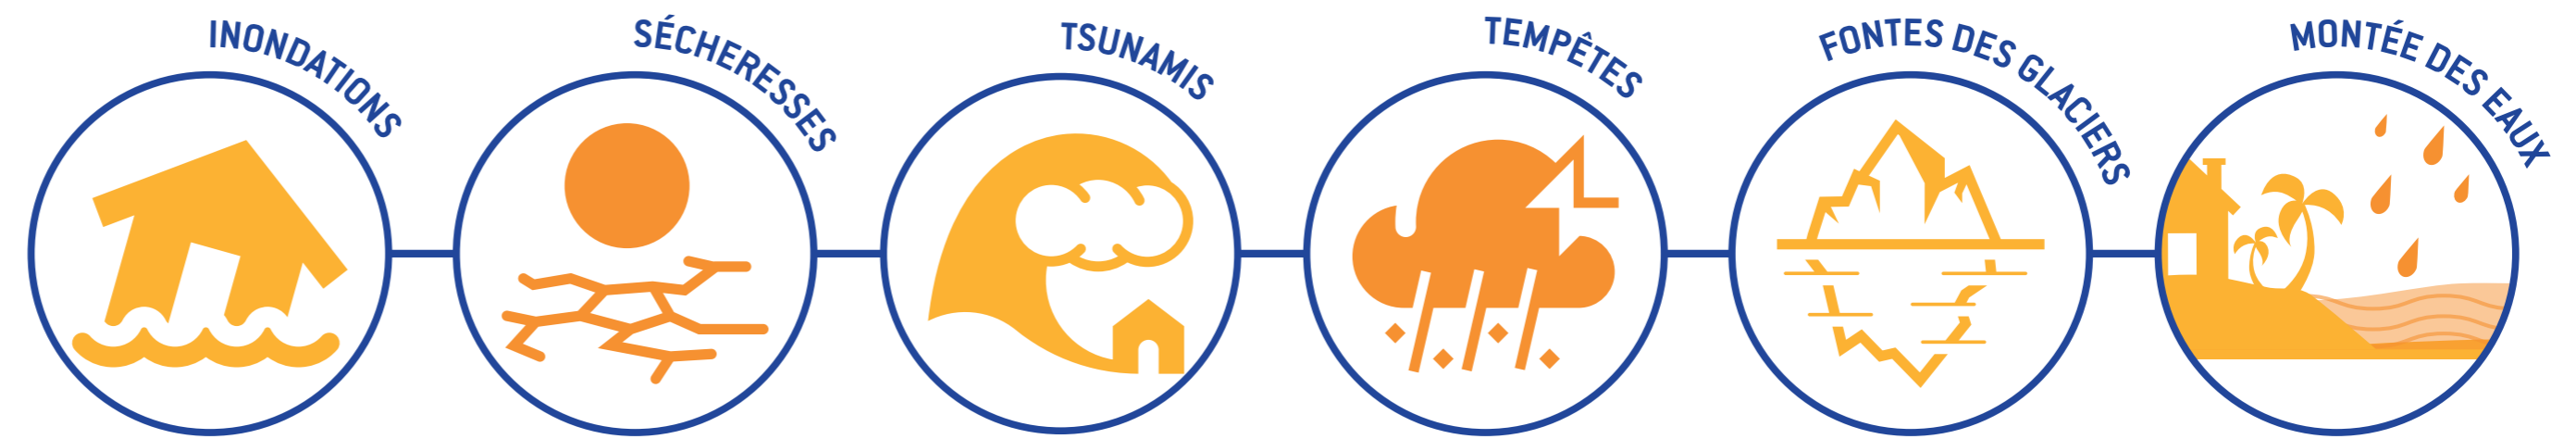 INONDATIONS
SÉCHERESSES
TSUNAMIS
TEMPÊTES
FONTES DES GLACIERS
MONTÉE DES EAUX